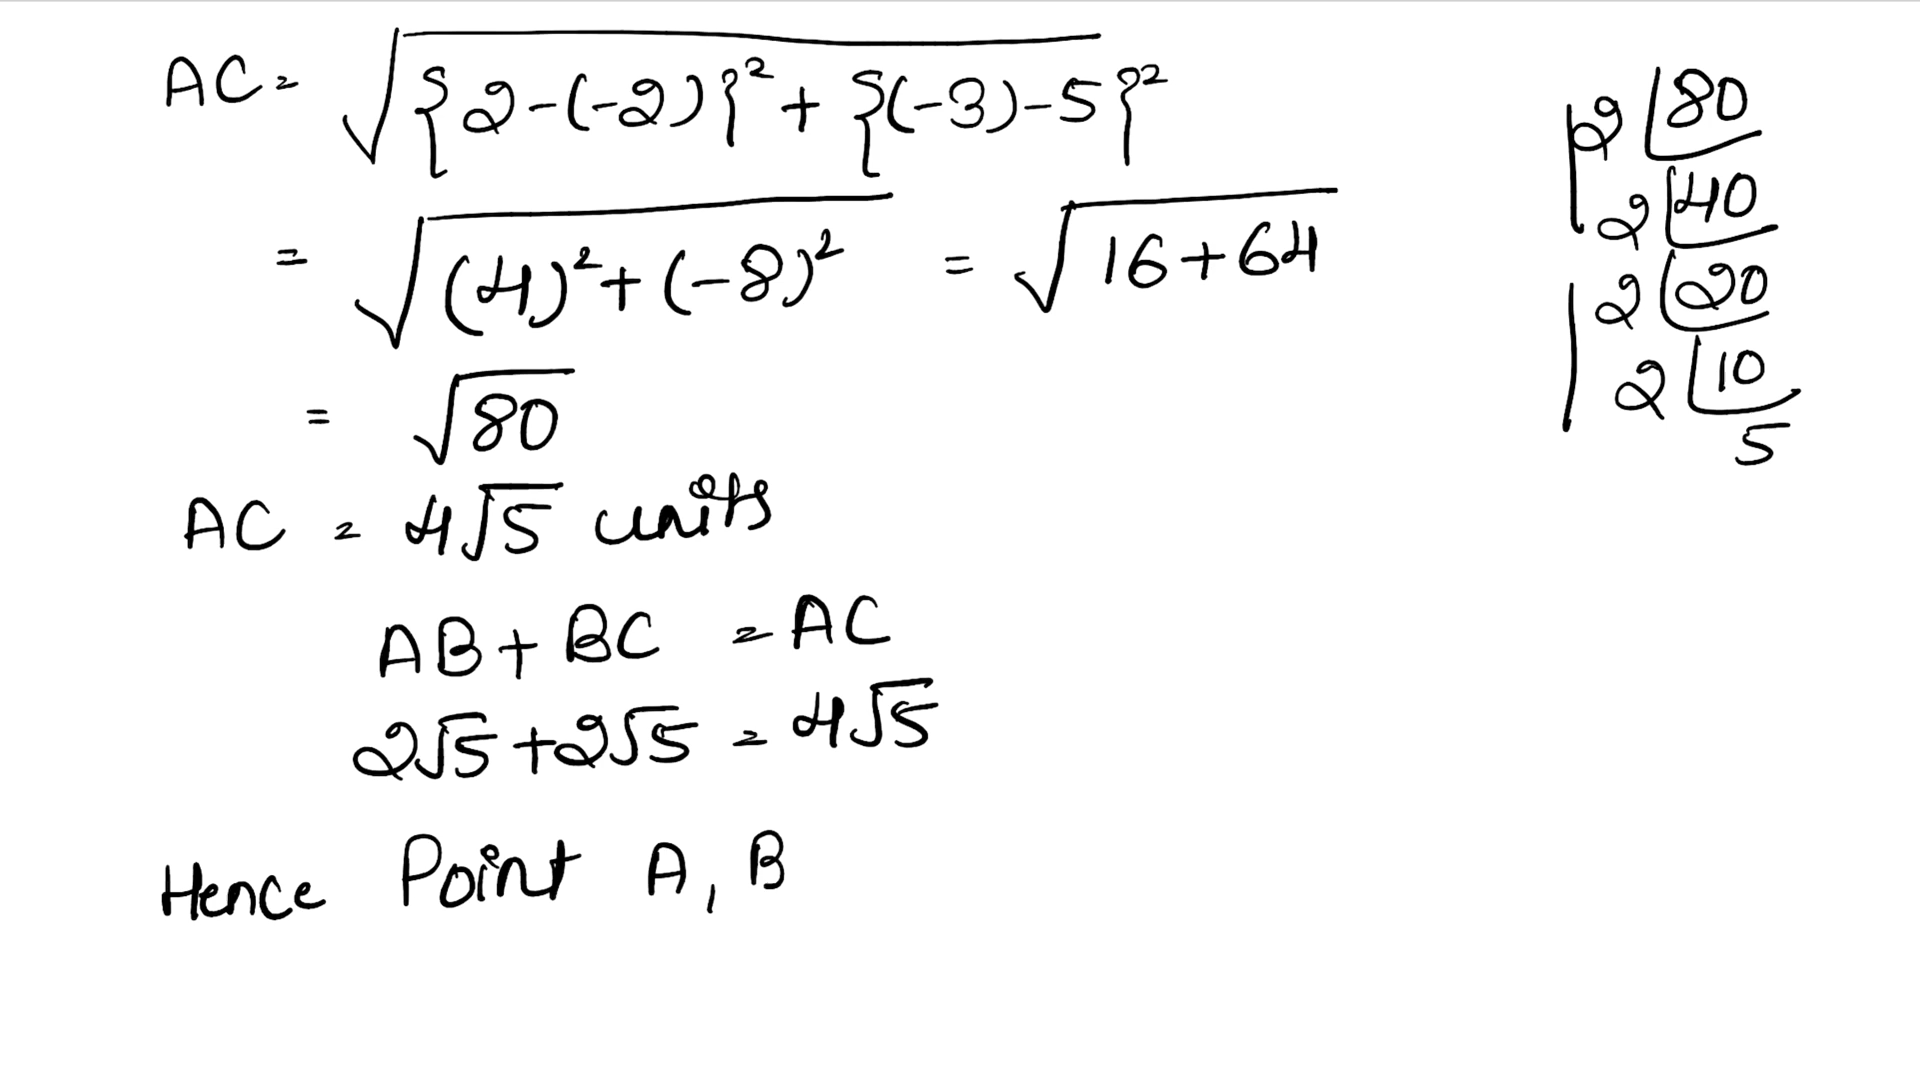 AC = √{2-(-2)}² + {(-3)-5}²
= √(4)²+(-8)² = √16+64
= √80
AC = 4√5 units
AB + BC = AC
2√5+2√5 = 4√5
Hence Point A, B
2 80
2 40
2 20
2 10
5